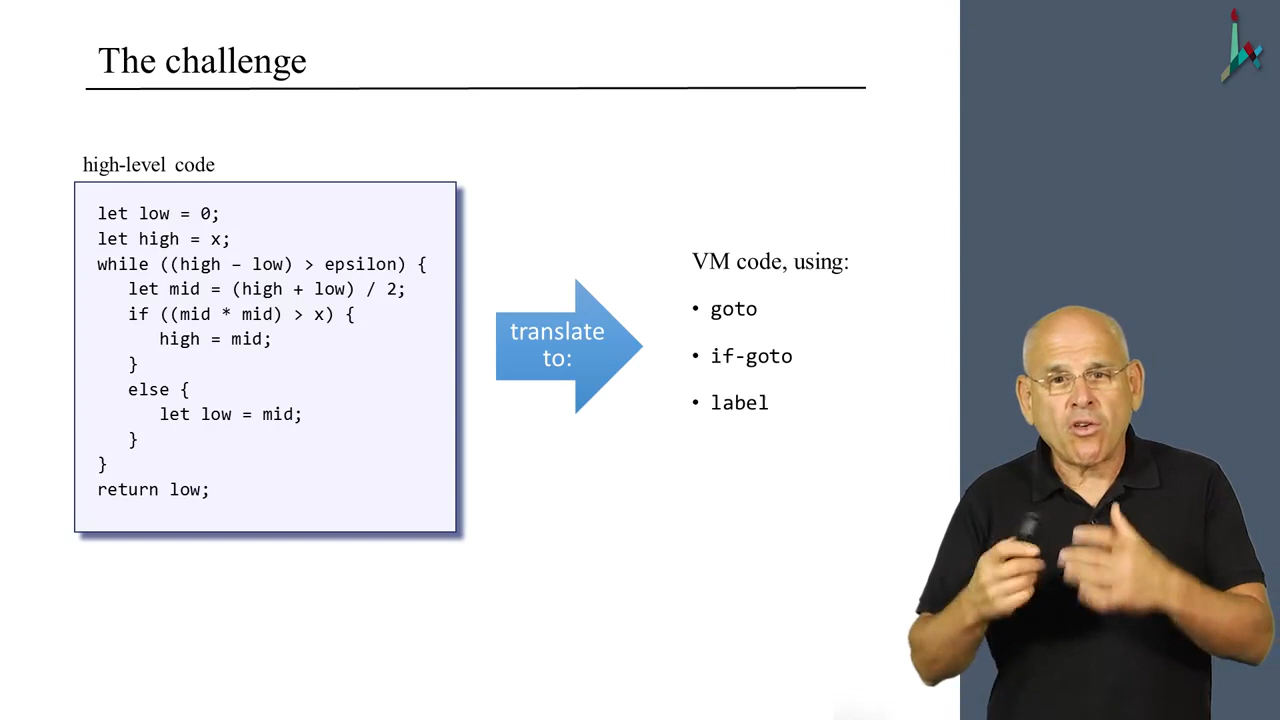 The challenge
high-level code
let low = 0;
let high = x;
while ((high – low) > epsilon) {
let mid = (high + low) / 2;
if ((mid * mid) > x) {
high = mid;
}
else {
let low = mid;
}
}
return low;
translate
to:
VM code, using:
• goto
• if-goto
• label